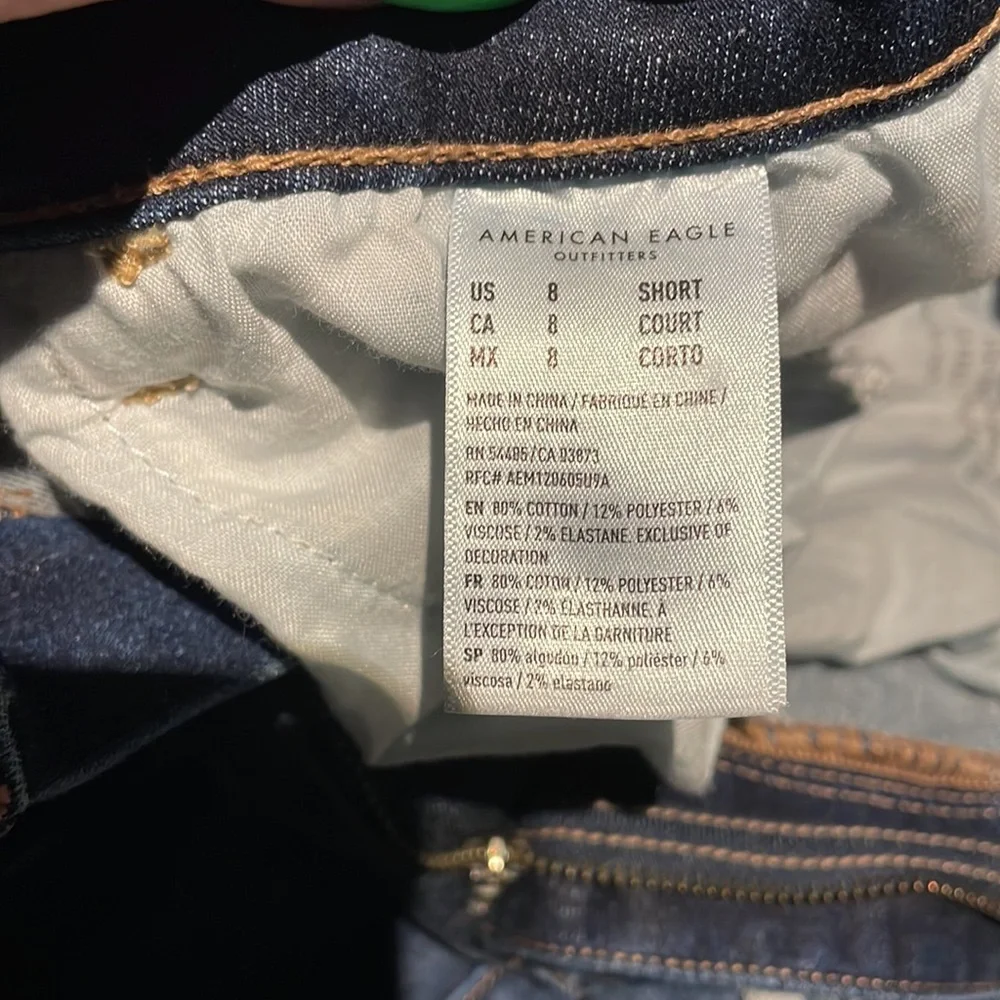 AMERICAN EAGLE
OUTFITTERS
US 8 SHORT
CA 8 COURT
MX 8 CORTO
MADE IN CHINA / FABRIQUÉ EN CHINE /
HECHO EN CHINA
RN 54485/CA 03873
RFC# AEM120605U9A
EN 80% COTTON / 12% POLYESTER / 6%
VISCOSE / 2% ELASTANE. EXCLUSIVE OF
DECORATION
FR 80% COTON / 12% POLYESTER / 6%
VISCOSE / 2% ÉLASTHANNE. À
L'EXCEPTION DE LA GARNITURE
SP 80% algodon / 12% poliéster / 6%
viscosa / 2% elastano